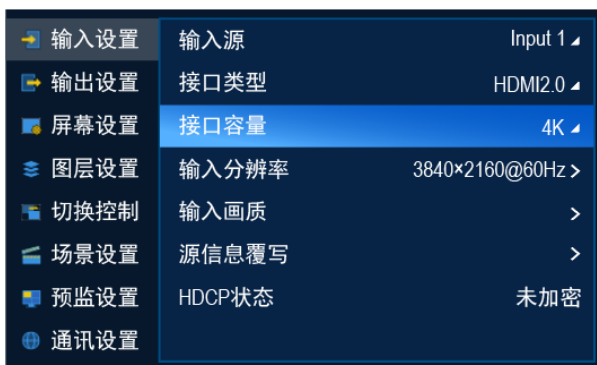 输入设置
输出设置
屏幕设置
图层设置
切换控制
场景设置
预监设置
通讯设置
输入源 Input 1
接口类型 HDMI2.0
接口容量 4K
输入分辨率 3840×2160@60Hz >
输入画质 >
源信息覆写 >
HDCP状态 未加密